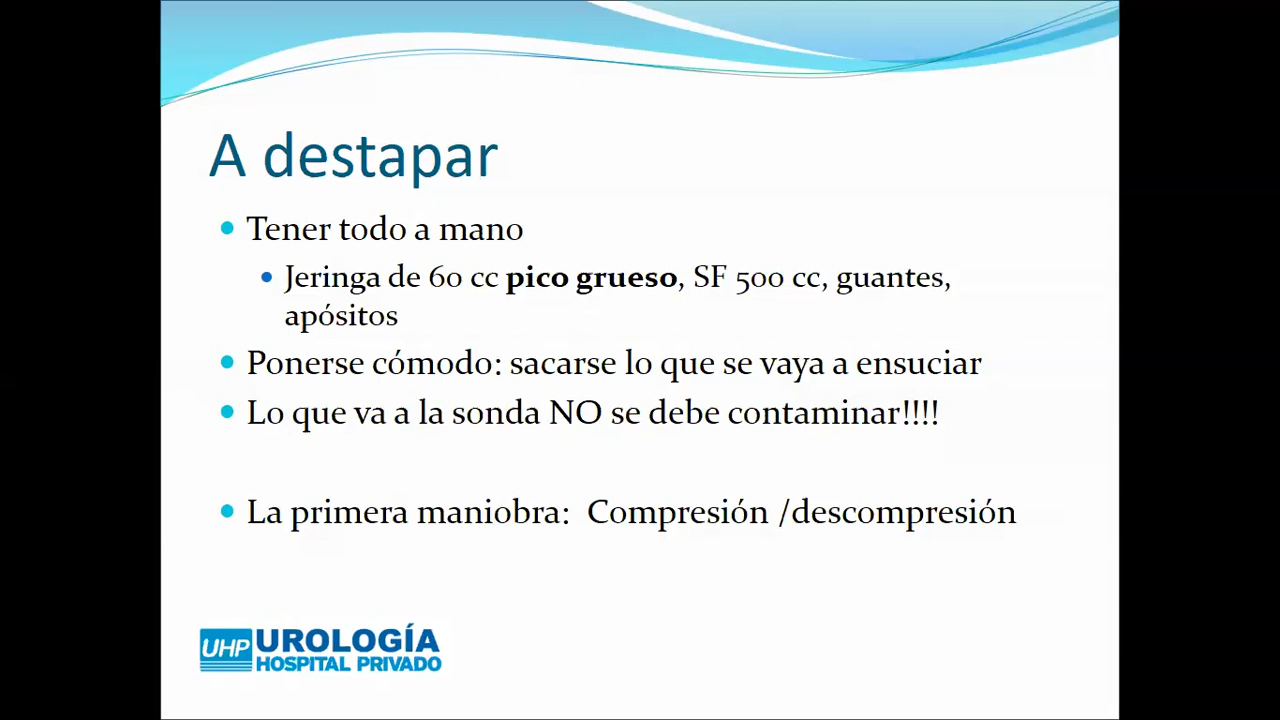 A destapar
Tener todo a mano
Jeringa de 60 cc pico grueso, SF 500 cc, guantes,
apósitos
Ponerse cómodo: sacarse lo que se vaya a ensuciar
Lo que va a la sonda NO se debe contaminar!!!!
La primera maniobra:  Compresión /descompresión
UHP UROLOGÍA
HOSPITAL PRIVADO